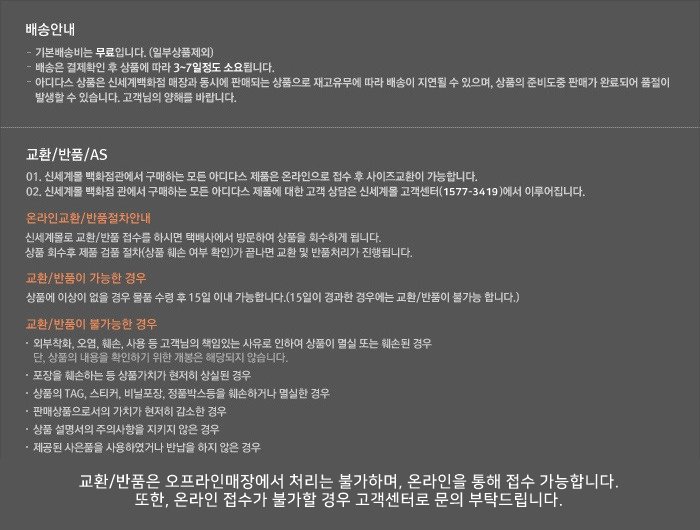 배송안내
- 기본배송비는 무료입니다. (일부상품제외)
- 배송은 결제확인 후 상품에 따라 3~7일정도 소요됩니다.
- 아디다스 상품은 신세계백화점 매장과 동시에 판매되는 상품으로 재고유무에 따라 배송이 지연될 수 있으며, 상품의 준비도중 판매가 완료되어 품절이
발생할 수 있습니다. 고객님의 양해를 바랍니다.
교환/반품/AS
01. 신세계몰 백화점관에서 구매하는 모든 아디다스 제품은 온라인으로 접수 후 사이즈교환이 가능합니다.
02. 신세계몰 백화점 관에서 구매하는 모든 아디다스 제품에 대한 고객 상담은 신세계몰 고객센터(1577-3419)에서 이루어집니다.
온라인교환/반품절차안내
신세계몰로 교환/반품 접수를 하시면 택배사에서 방문하여 상품을 회수하게 됩니다.
상품 회수후 제품 검품 절차(상품 훼손 여부 확인)가 끝나면 교환 및 반품처리가 진행됩니다.
교환/반품이 가능한 경우
상품에 이상이 없을 경우 물품 수령 후 15일 이내 가능합니다.(15일이 경과한 경우에는 교환/반품이 불가능 합니다.)
교환/반품이 불가능한 경우
· 외부착화, 오염, 훼손, 사용 등 고객님의 책임있는 사유로 인하여 상품이 멸실 또는 훼손된 경우
단, 상품의 내용을 확인하기 위한 개봉은 해당되지 않습니다.
· 포장을 훼손하는 등 상품가치가 현저히 상실된 경우
· 상품의 TAG, 스티커, 비닐포장, 정품박스등을 훼손하거나 멸실한 경우
· 판매상품으로서의 가치가 현저히 감소한 경우
· 상품 설명서의 주의사항을 지키지 않은 경우
· 제공된 사은품을 사용하였거나 반납을 하지 않은 경우
교환/반품은 오프라인매장에서 처리는 불가하며, 온라인을 통해 접수 가능합니다.
또한, 온라인 접수가 불가할 경우 고객센터로 문의 부탁드립니다.